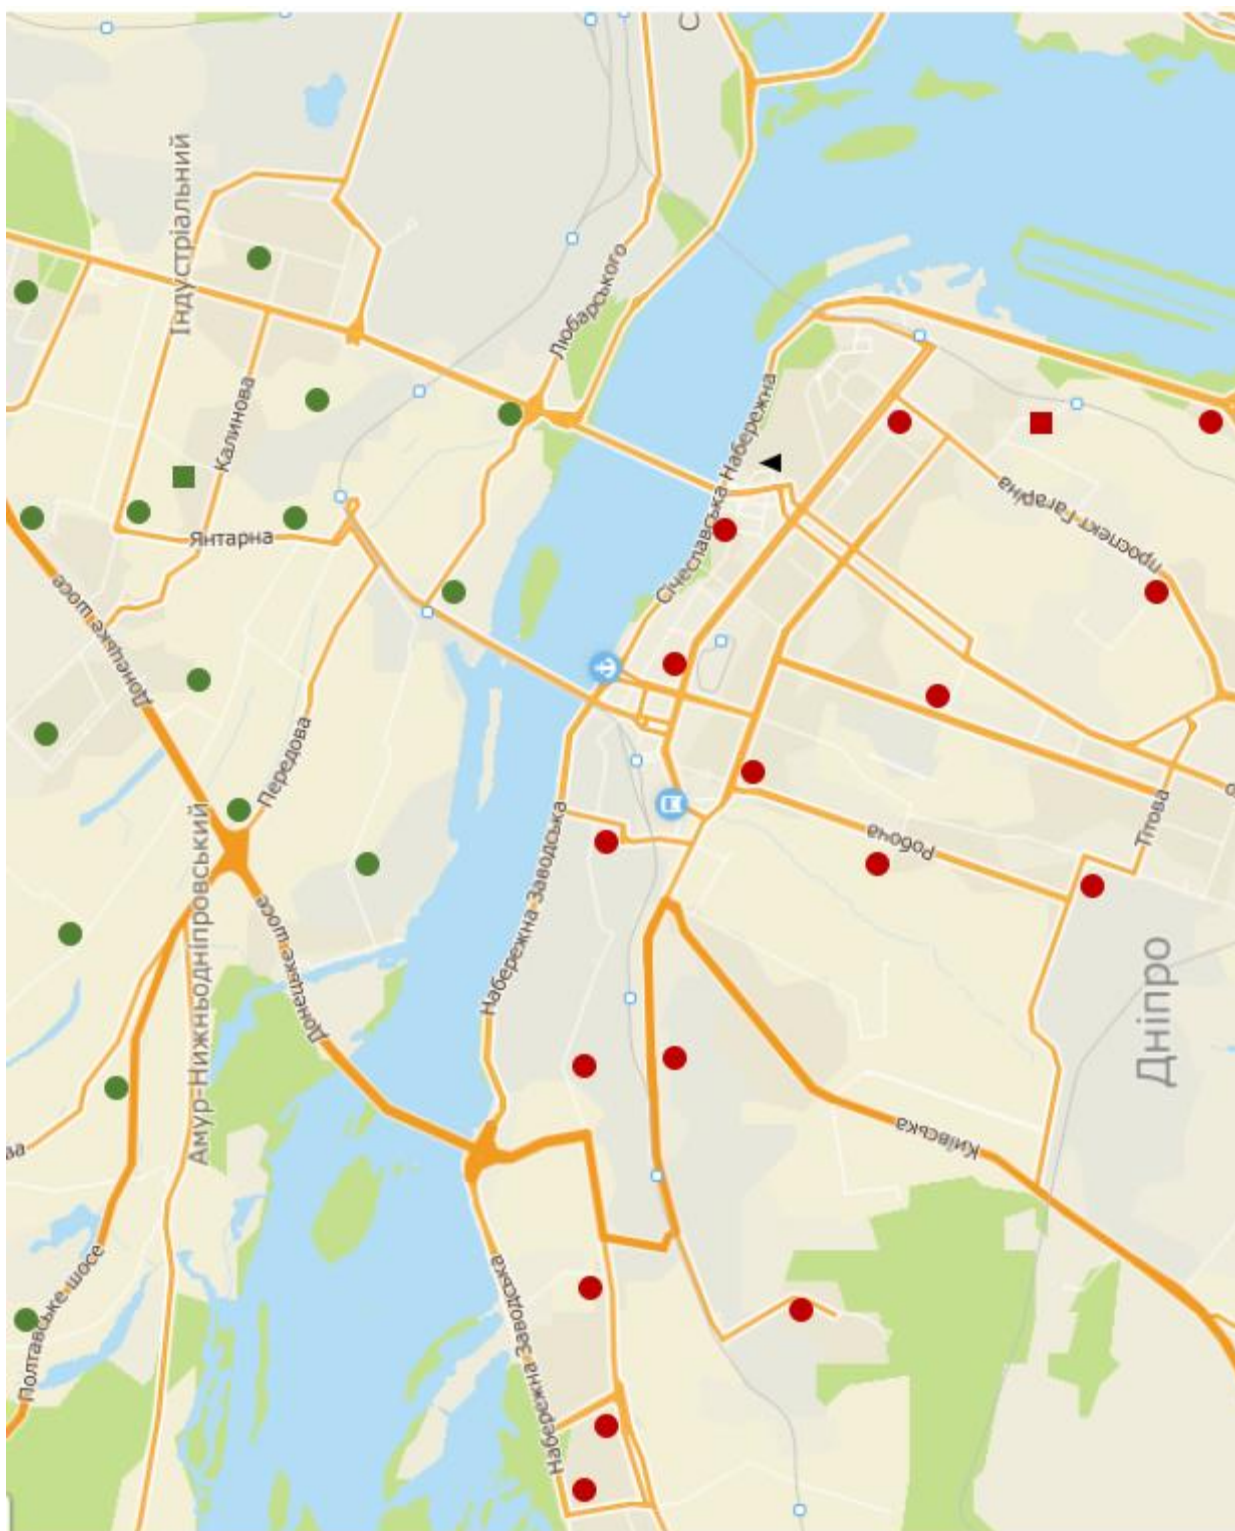 С
Індустріальний
Любарського
Калинова
Січеславська Набережна
проспект Гагаріна
Янтарна
Донецьке шосе
Передова
Амур-Нижньодніпровський
Набережна Заводська
Робоча
Тітова
Донецьке шосе
Дніпро
ва
Київська
Полтавське шосе
Набережна Заводська